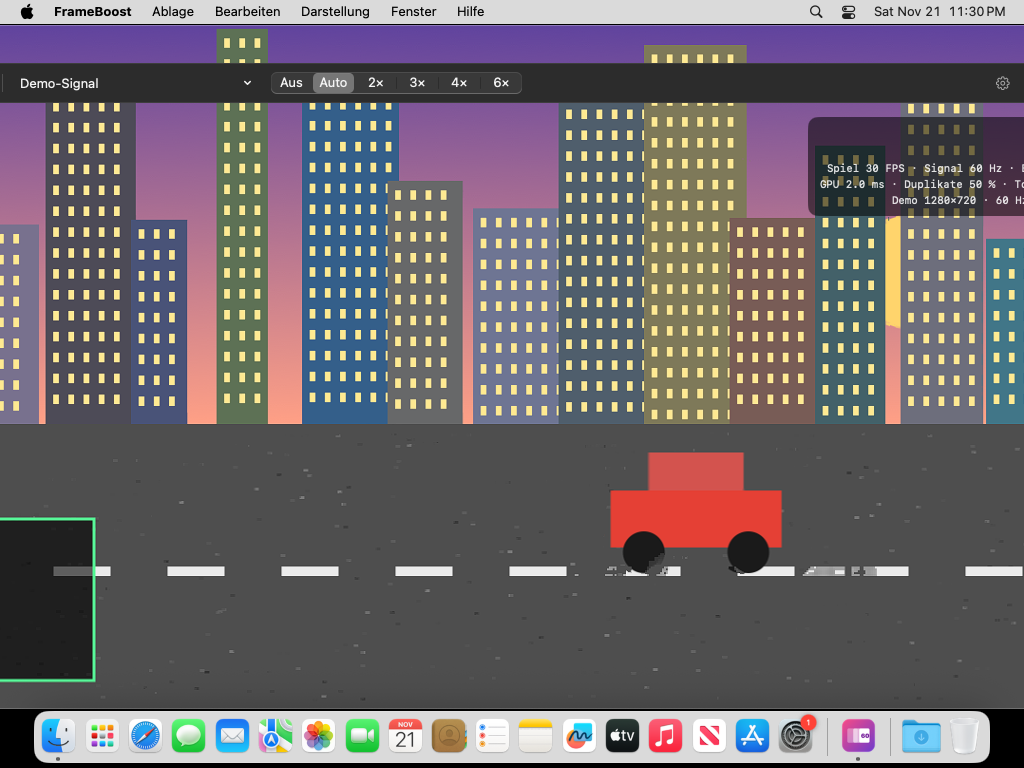 FrameBoost Ablage Bearbeiten Darstellung Fenster Hilfe Sat Nov 21 11:30 PM
Demo-Signal Aus Auto 2× 3× 4× 6×
Spiel 30 FPS · Signal 60 Hz ·
GPU 2.0 ms · Duplikate 50 % ·
Demo 1280×720 · 60 Hz
NOV
21
tv
1
60